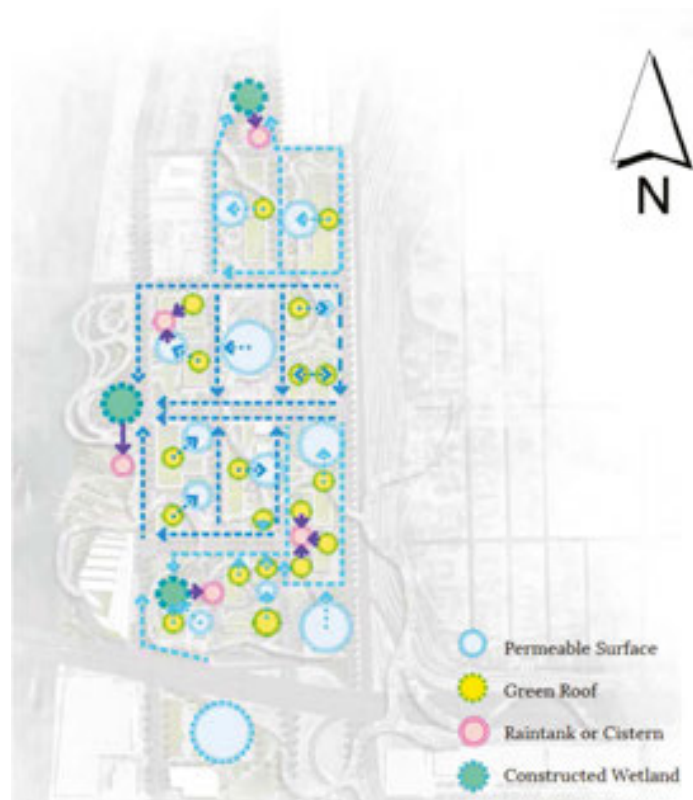 N
Permeable Surface
Green Roof
Raintank or Cistern
Constructed Wetland